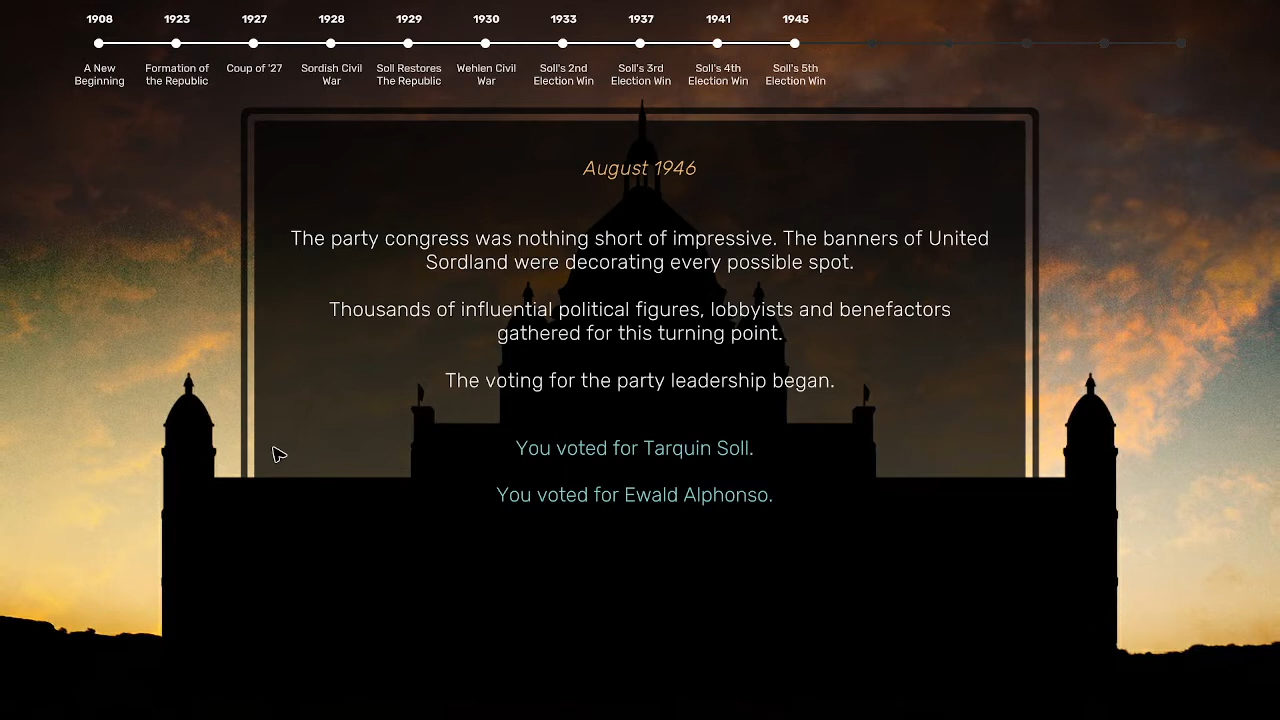 1908 1923 1927 1928 1929 1930 1933 1937 1941 1945
A New Beginning
Formation of the Republic
Coup of '27
Sordish Civil War
Soll Restores The Republic
Wehlen Civil War
Soll's 2nd Election Win
Soll's 3rd Election Win
Soll's 4th Election Win
Soll's 5th Election Win
August 1946
The party congress was nothing short of impressive. The banners of United
Sordland were decorating every possible spot.
Thousands of influential political figures, lobbyists and benefactors
gathered for this turning point.
The voting for the party leadership began.
You voted for Tarquin Soll.
You voted for Ewald Alphonso.